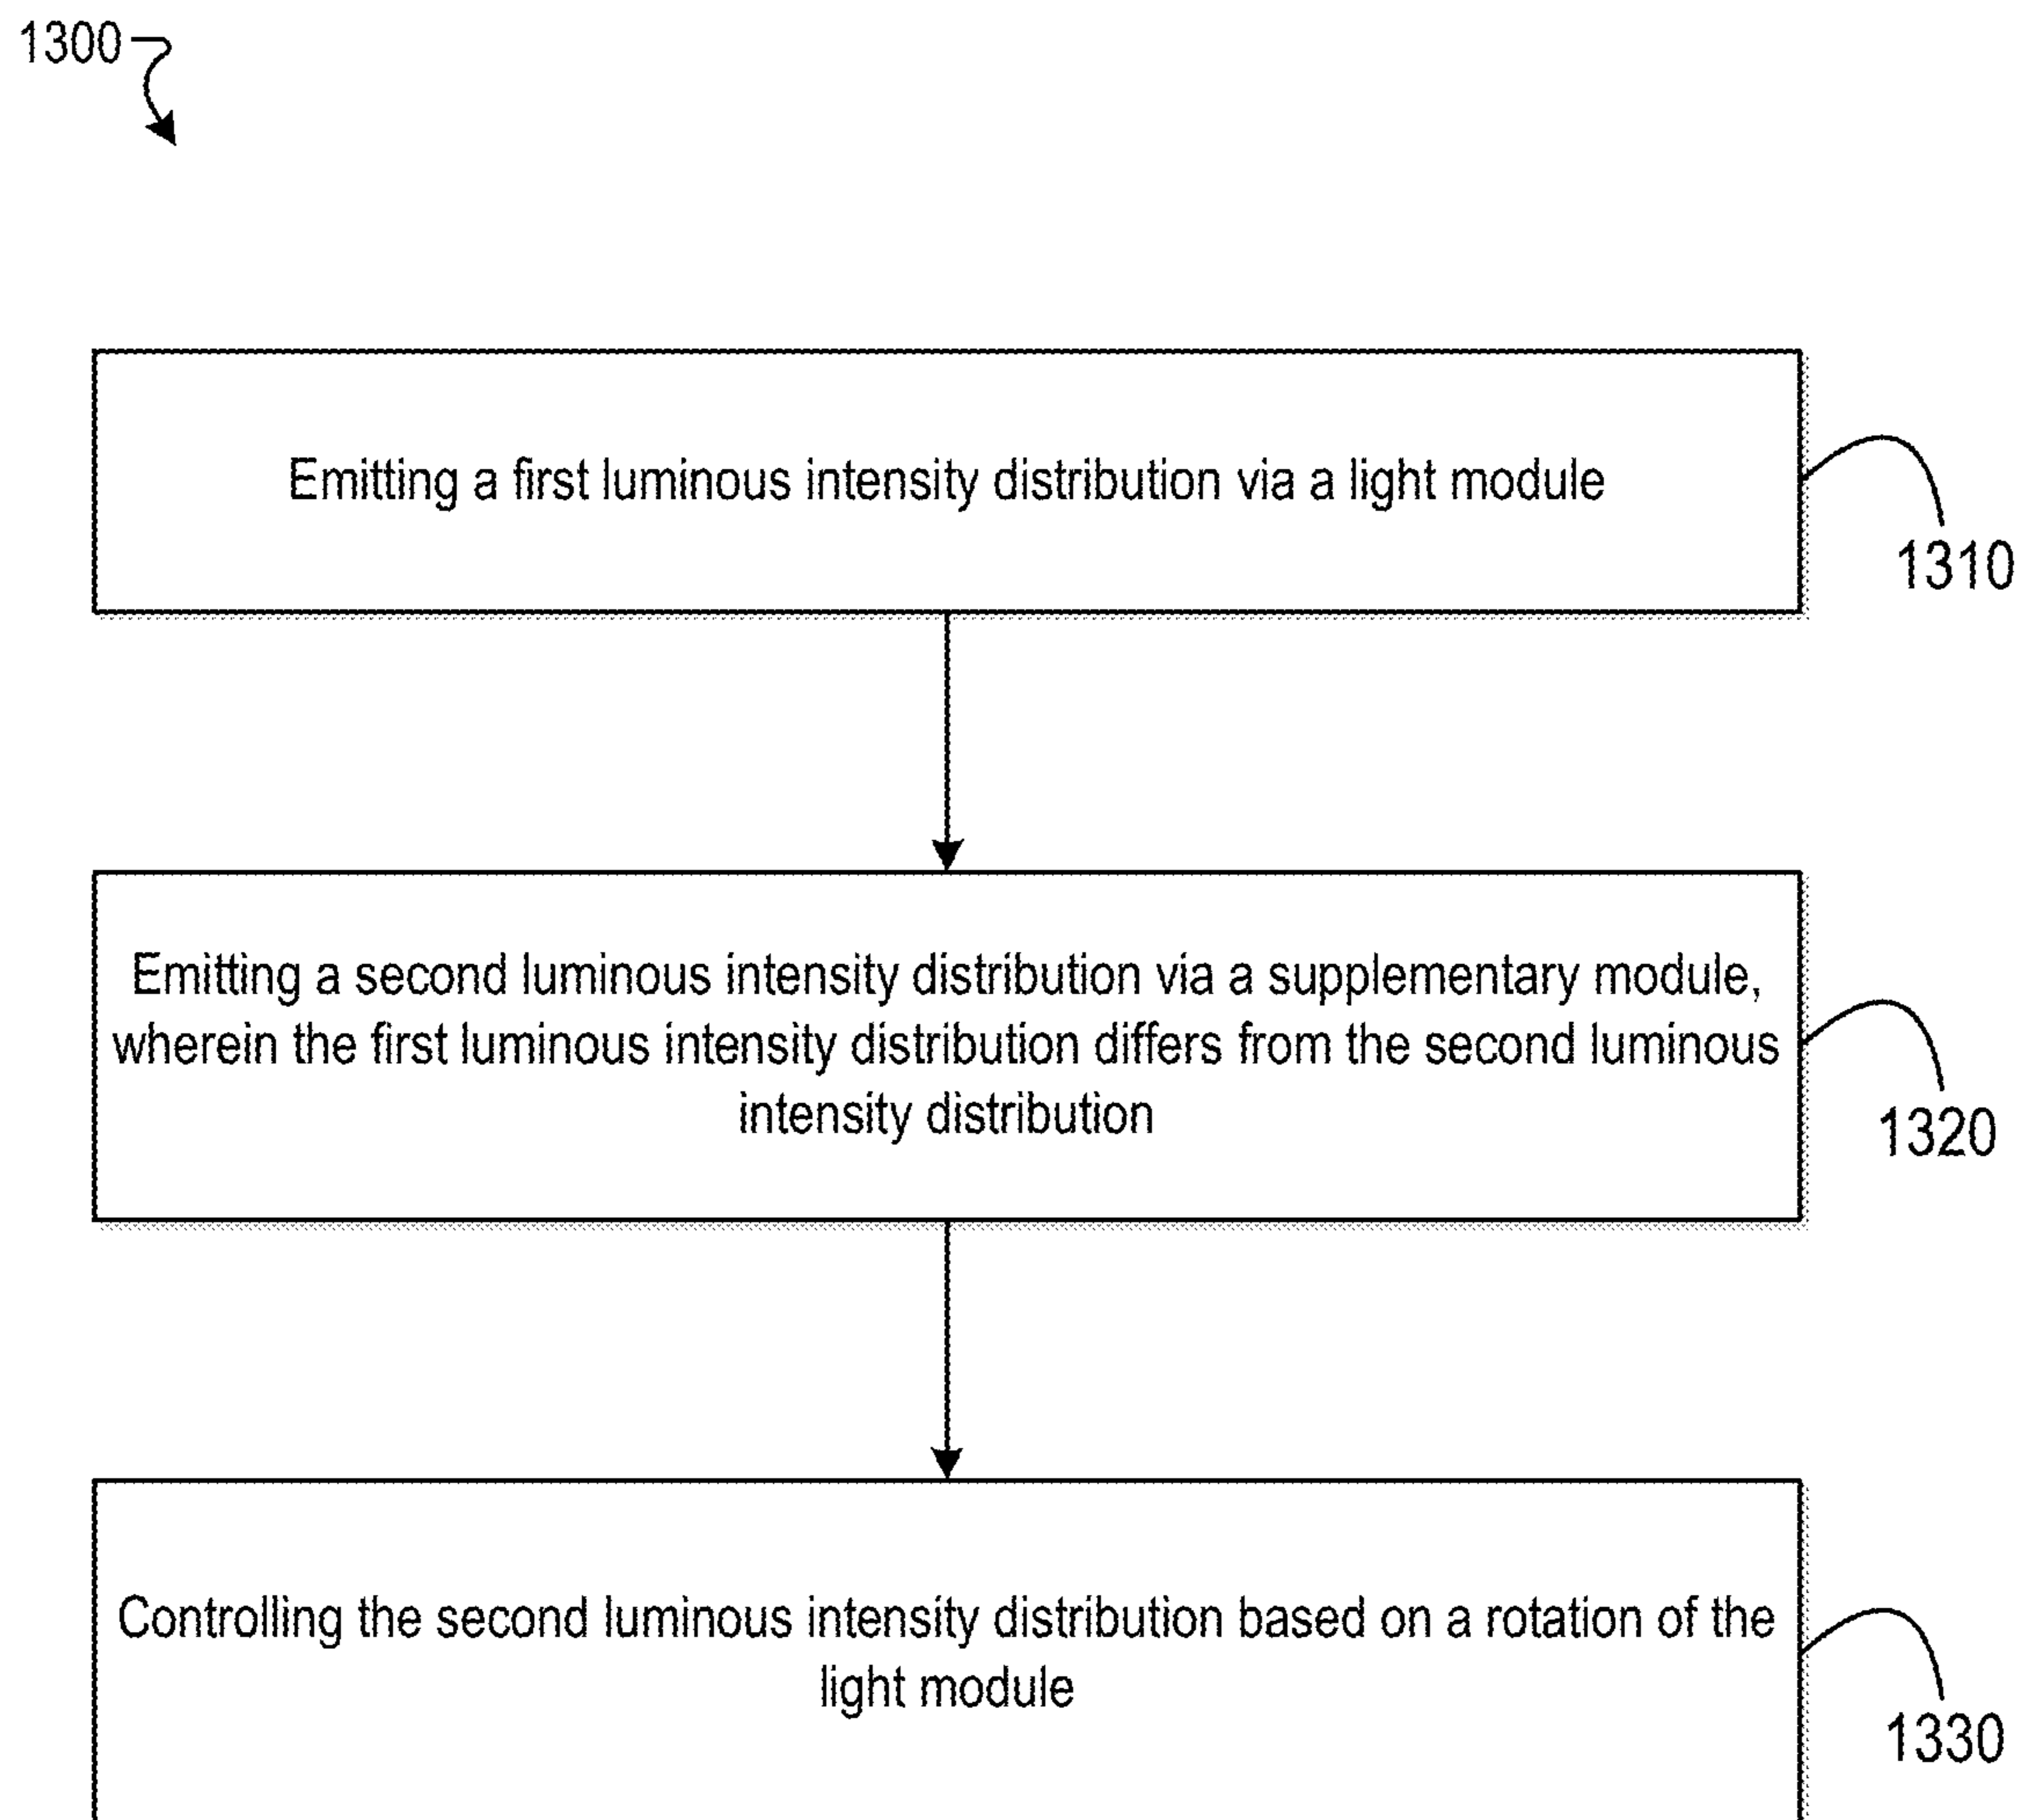 1300
Emitting a first luminous intensity distribution via a light module
1310
Emitting a second luminous intensity distribution via a supplementary module,
wherein the first luminous intensity distribution differs from the second luminous
intensity distribution
1320
Controlling the second luminous intensity distribution based on a rotation of the
light module
1330